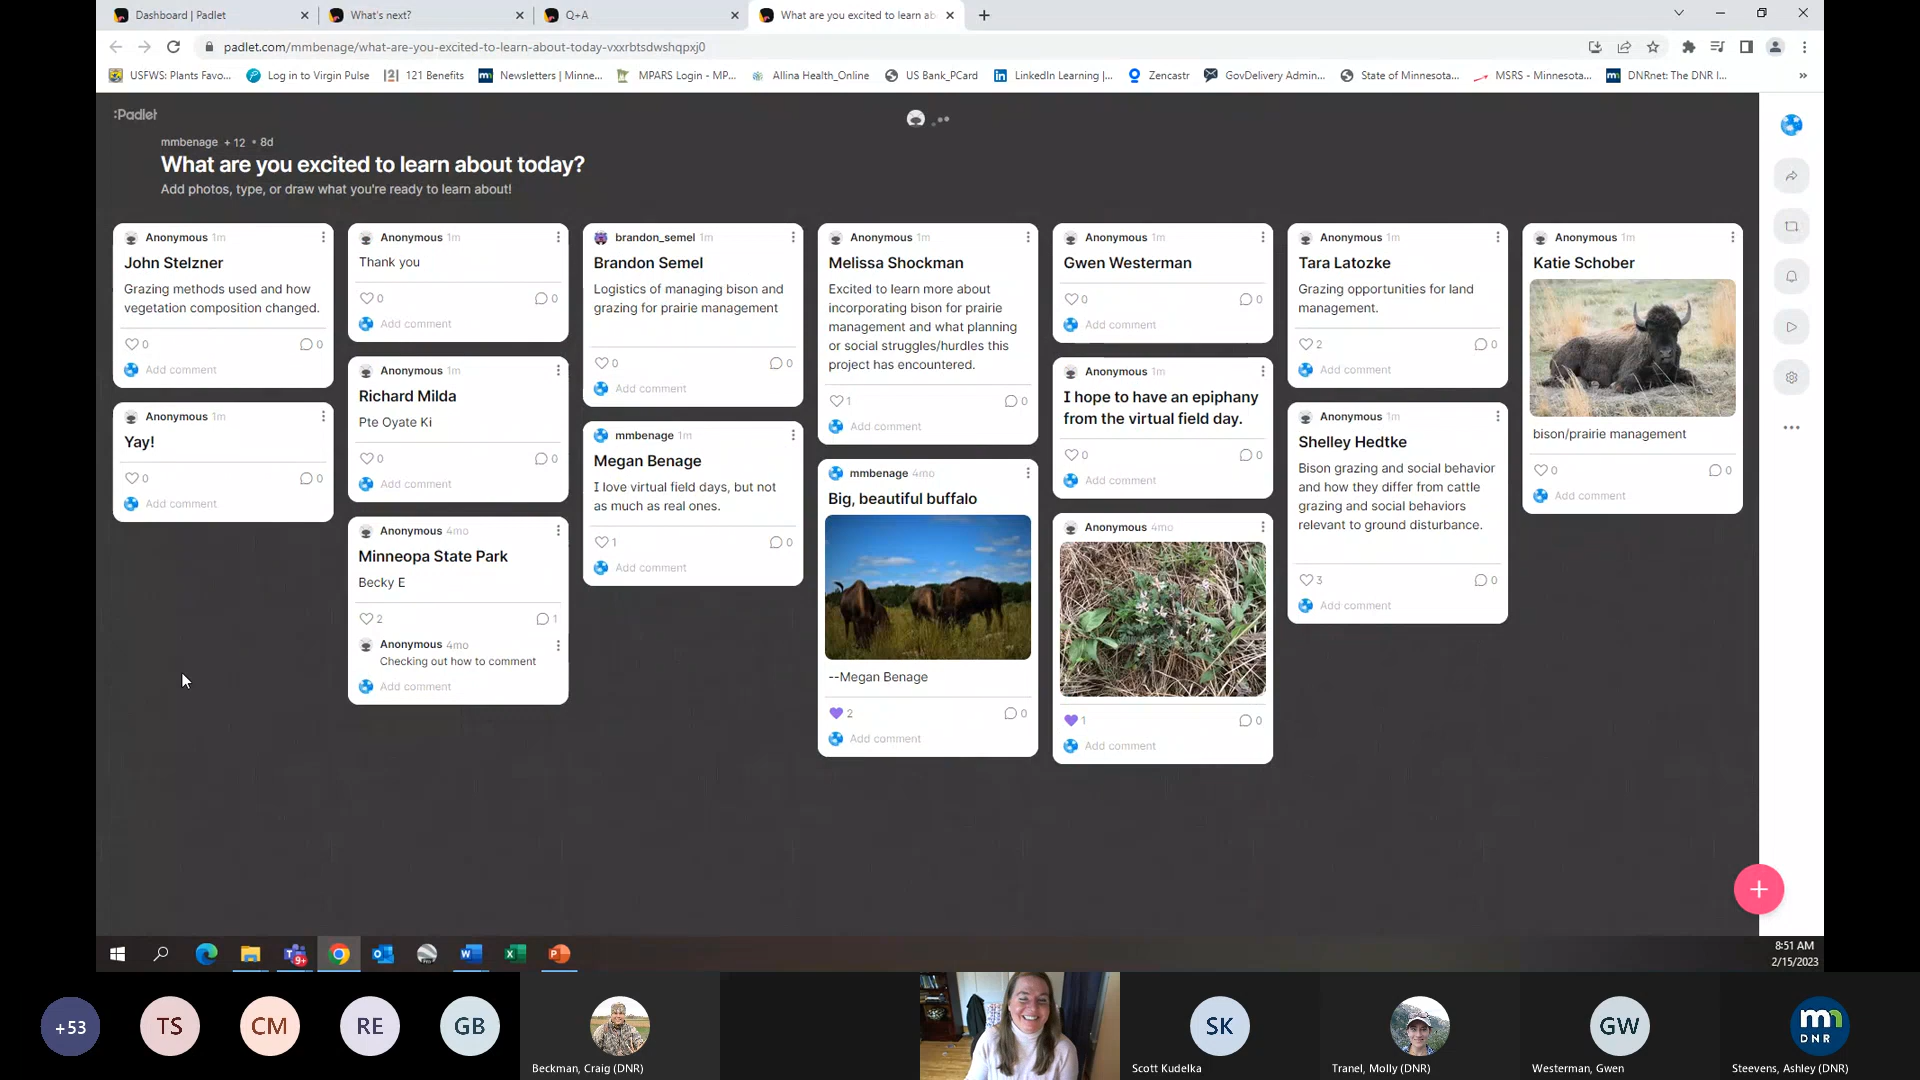 Dashboard | Padlet
What's next?
Q+A
What are you excited to learn ab
padlet.com/mmbenage/what-are-you-excited-to-learn-about-today-vxxrbtsdwshqpxj0
USFWS: Plants Favo...
Log in to Virgin Pulse
121 Benefits
Newsletters | Minne...
MPARS Login - MP...
Allina Health_Online
US Bank_PCard
LinkedIn Learning |...
Zencastr
GovDelivery Admin...
State of Minnesota...
MSRS - Minnesota...
DNRnet: The DNR I...
:Padlet
mmbenage +12 • 8d
What are you excited to learn about today?
Add photos, type, or draw what you're ready to learn about!
Anonymous 1m
John Stelzner
Grazing methods used and how
vegetation composition changed.
0 0
Add comment
Anonymous 1m
Yay!
0 0
Add comment
Anonymous 1m
Thank you
0 0
Add comment
Anonymous 1m
Richard Milda
Pte Oyate Ki
0 0
Add comment
Anonymous 4mo
Minneopa State Park
Becky E
2 1
Anonymous 4mo
Checking out how to comment
Add comment
brandon_semel 1m
Brandon Semel
Logistics of managing bison and
grazing for prairie management
0 0
Add comment
mmbenage 1m
Megan Benage
I love virtual field days, but not
as much as real ones.
1 0
Add comment
Anonymous 1m
Melissa Shockman
Excited to learn more about
incorporating bison for prairie
management and what planning
or social struggles/hurdles this
project has encountered.
1 0
Add comment
mmbenage 4mo
Big, beautiful buffalo
--Megan Benage
2 0
Add comment
Anonymous 1m
Gwen Westerman
0 0
Add comment
Anonymous 1m
I hope to have an epiphany
from the virtual field day.
0 0
Add comment
Anonymous 4mo
1 0
Add comment
Anonymous 1m
Tara Latozke
Grazing opportunities for land
management.
2 0
Add comment
Anonymous 1m
Shelley Hedtke
Bison grazing and social behavior
and how they differ from cattle
grazing and social behaviors
relevant to ground disturbance.
3 0
Add comment
Anonymous 1m
Katie Schober
bison/prairie management
0 0
Add comment
9+
8:51 AM
2/15/2023
+53
TS
CM
RE
GB
Beckman, Craig (DNR)
SK
Scott Kudelka
Tranel, Molly (DNR)
GW
Westerman, Gwen
mn
DNR
Steevens, Ashley (DNR)